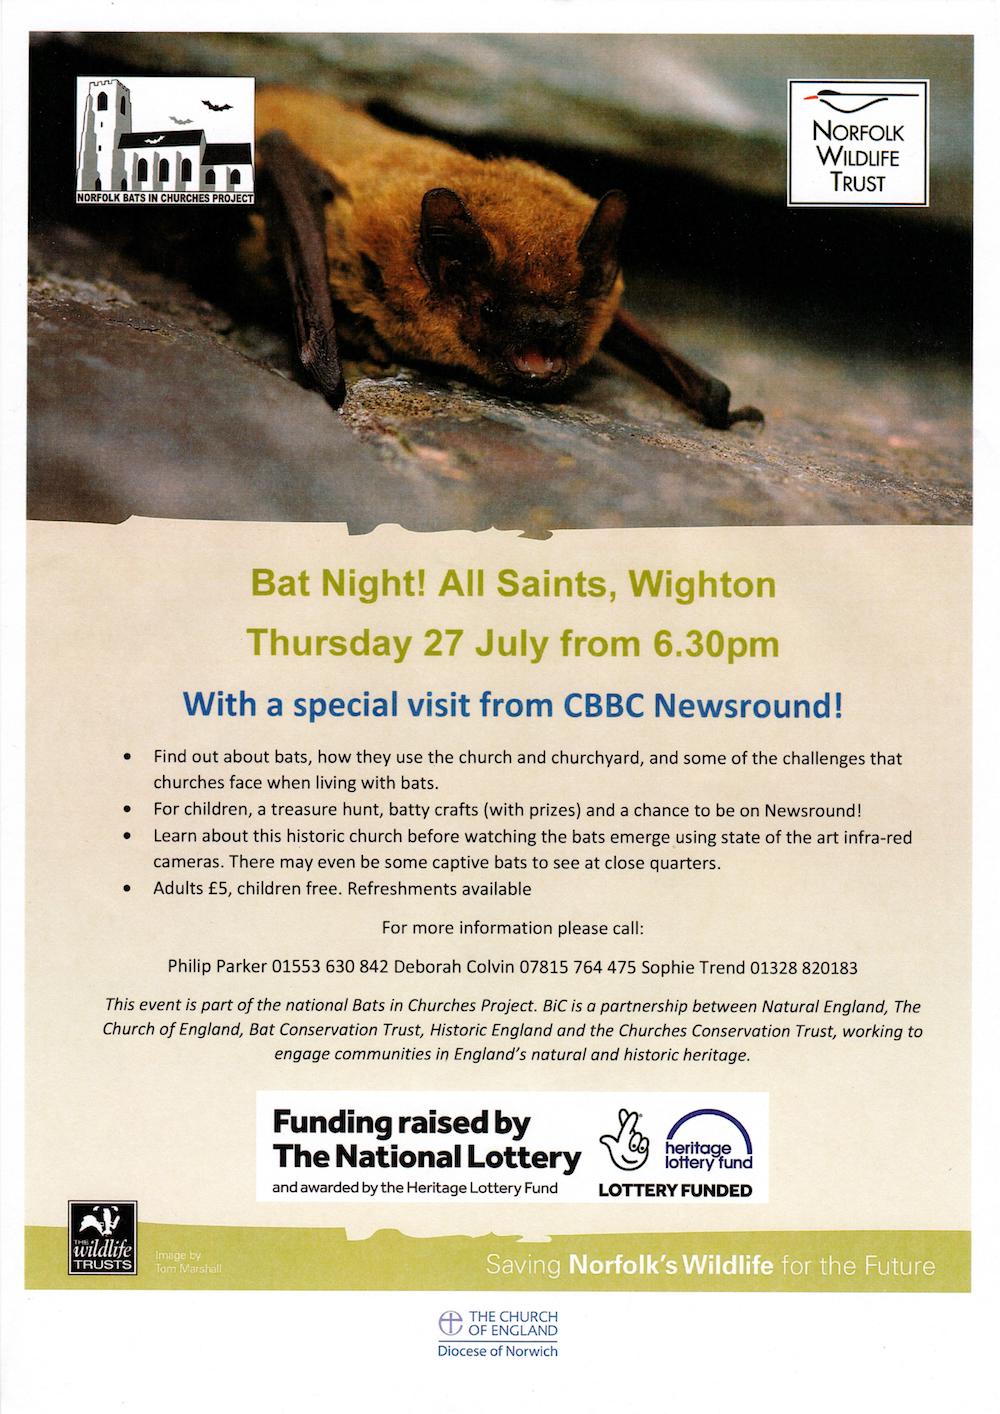 NORFOLK BATS IN CHURCHES PROJECT
NORFOLK
WILDLIFE
TRUST
Bat Night! All Saints, Wighton
Thursday 27 July from 6.30pm
With a special visit from CBBC Newsround!
• Find out about bats, how they use the church and churchyard, and some of the challenges that
churches face when living with bats.
• For children, a treasure hunt, batty crafts (with prizes) and a chance to be on Newsround!
• Learn about this historic church before watching the bats emerge using state of the art infra-red
cameras. There may even be some captive bats to see at close quarters.
• Adults £5, children free. Refreshments available
For more information please call:
Philip Parker 01553 630 842 Deborah Colvin 07815 764 475 Sophie Trend 01328 820183
This event is part of the national Bats in Churches Project. BiC is a partnership between Natural England, The
Church of England, Bat Conservation Trust, Historic England and the Churches Conservation Trust, working to
engage communities in England's natural and historic heritage.
Funding raised by
The National Lottery
and awarded by the Heritage Lottery Fund
heritage
lottery fund
LOTTERY FUNDED
THE
wildlife
TRUSTS
Image by
Tom Marshall
Saving Norfolk's Wildlife for the Future
THE CHURCH
OF ENGLAND
Diocese of Norwich